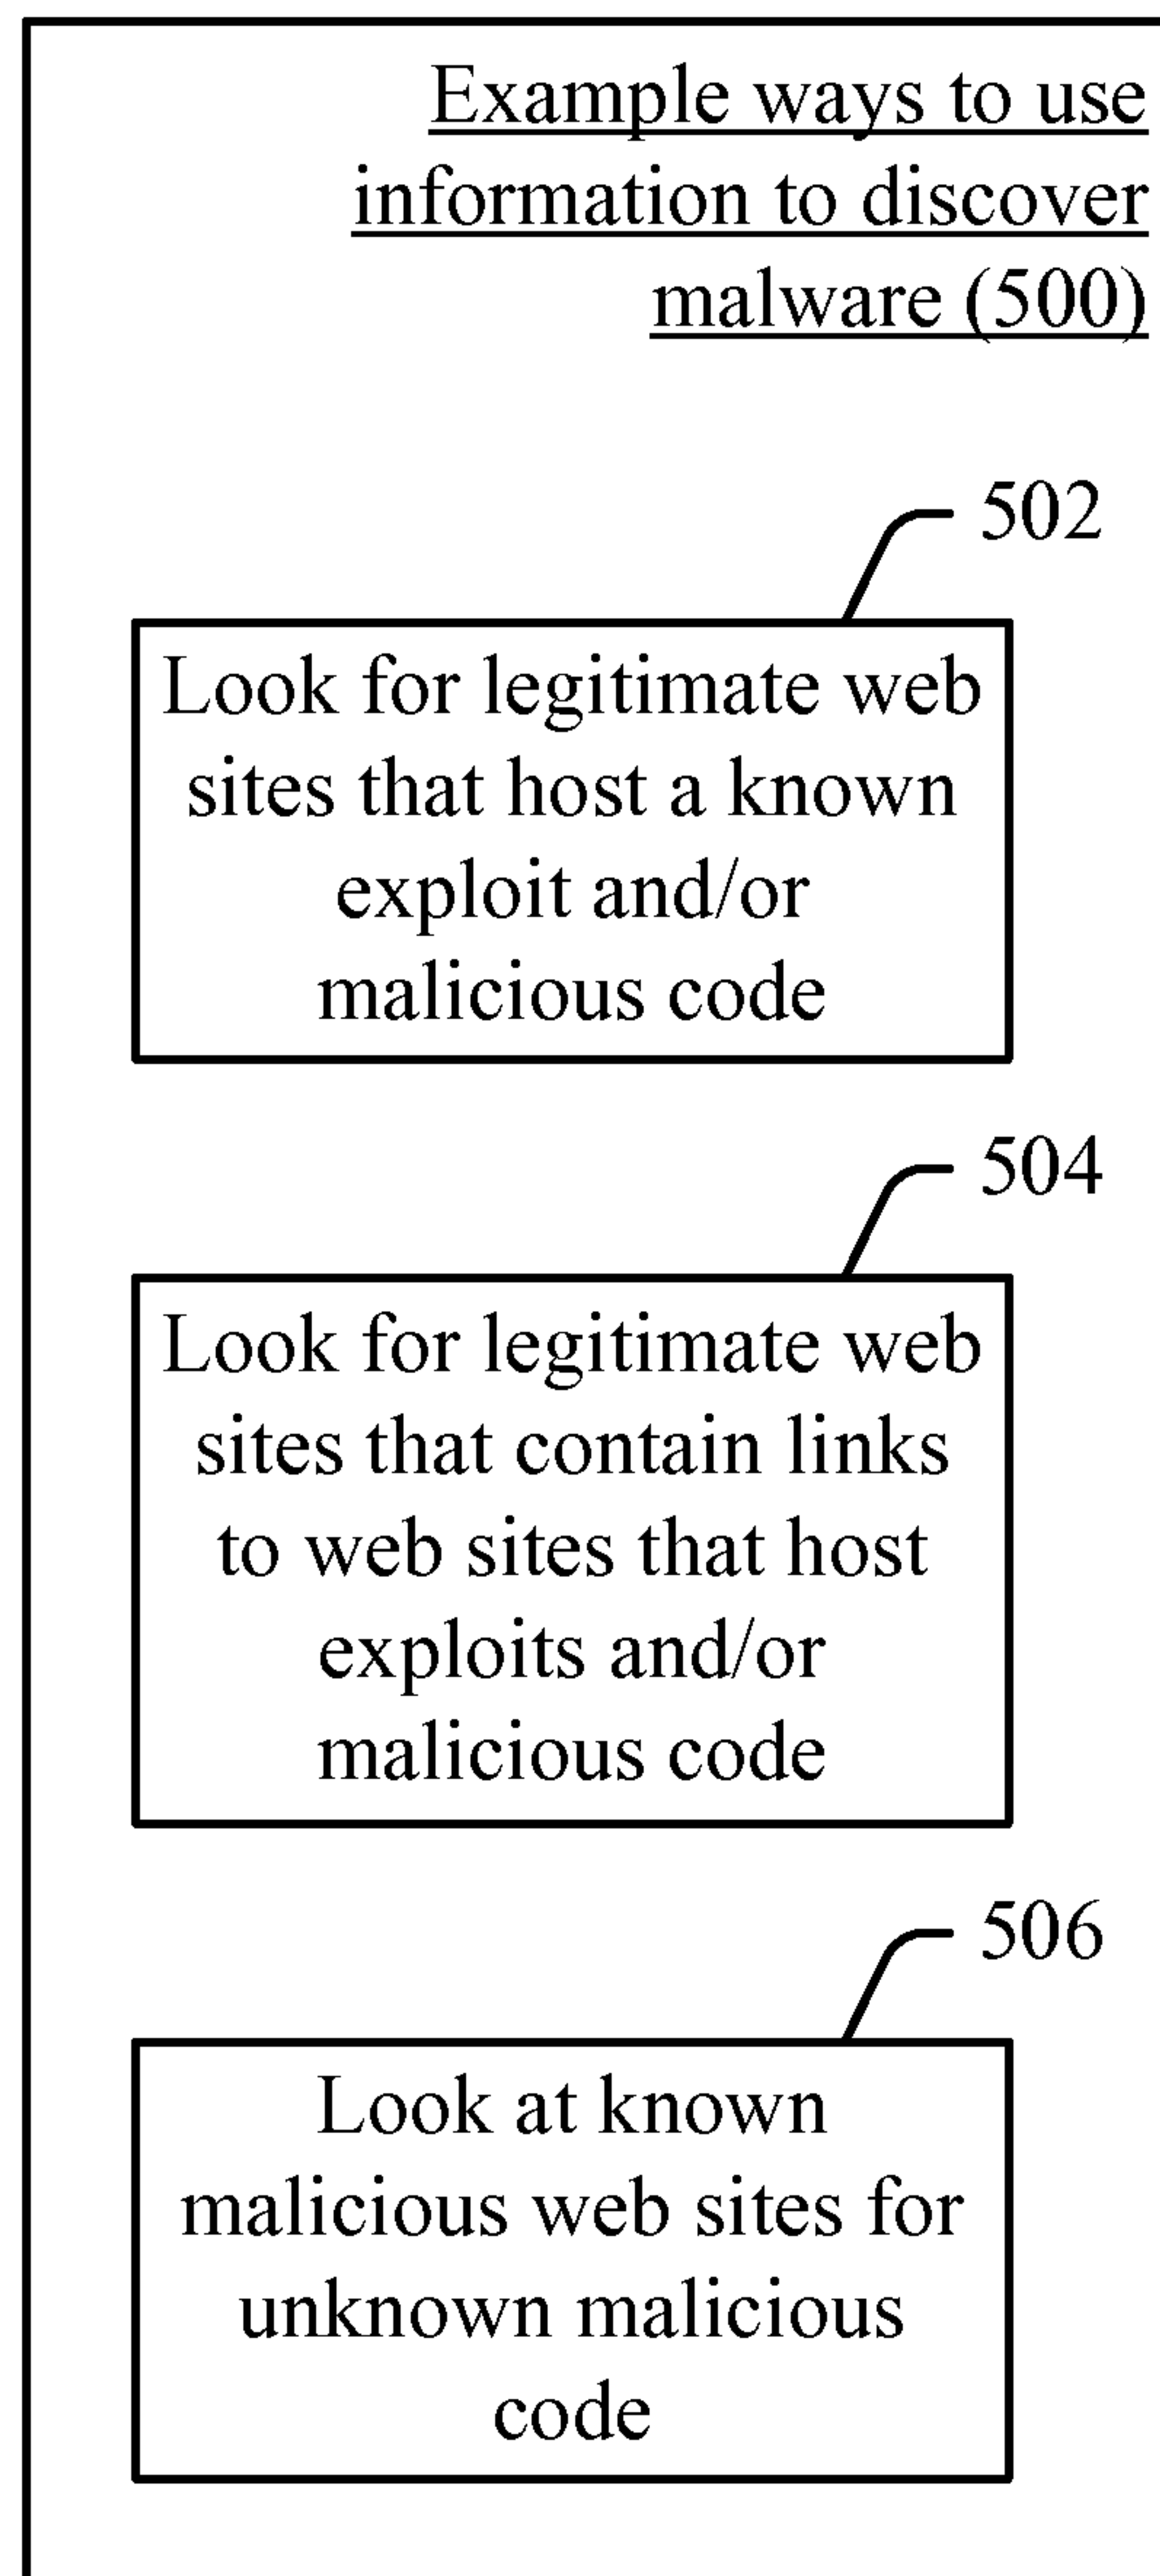 Example ways to use
information to discover
malware (500)
502
Look for legitimate web
sites that host a known
exploit and/or
malicious code
504
Look for legitimate web
sites that contain links
to web sites that host
exploits and/or
malicious code
506
Look at known
malicious web sites for
unknown malicious
code